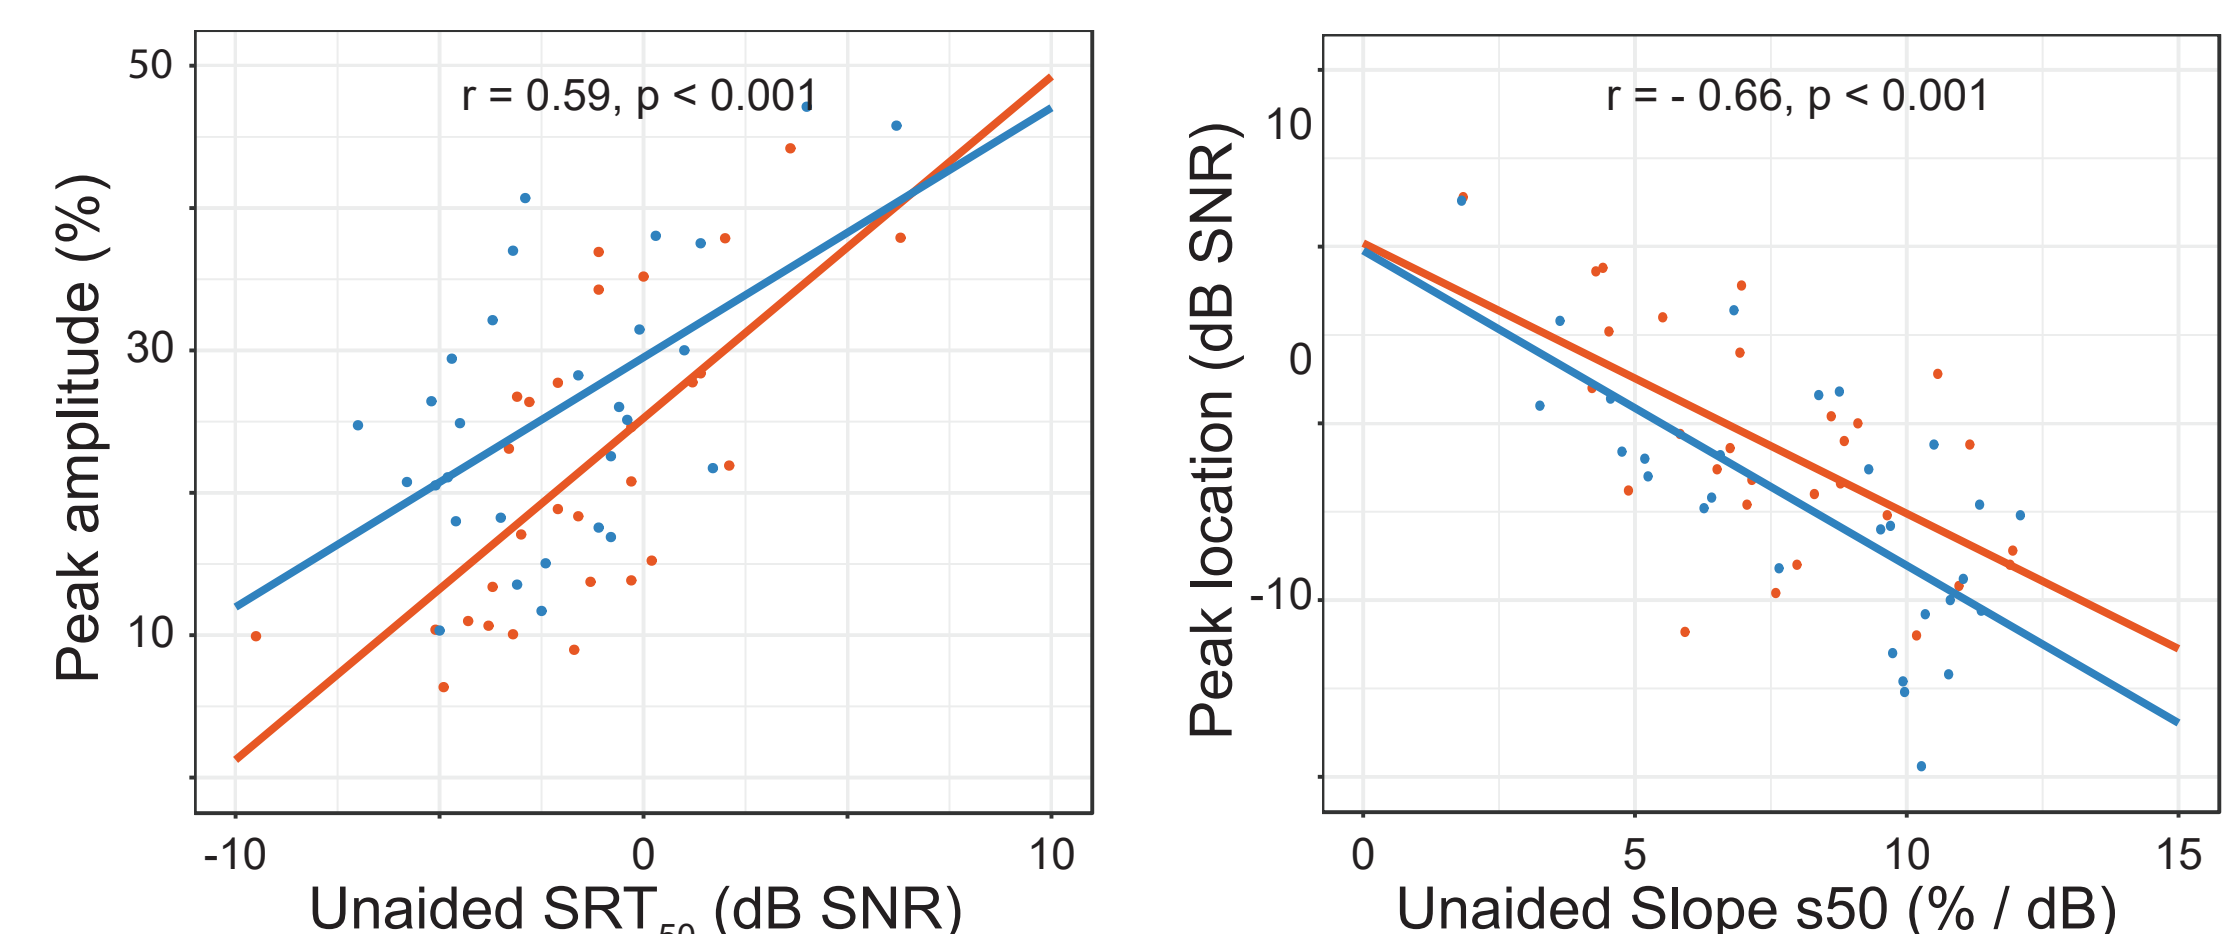 Peak amplitude (%)
50
30
10
r = 0.59, p < 0.001
-10 0 10
Unaided SRT50 (dB SNR)
Peak location (dB SNR)
10
0
-10
r = - 0.66, p < 0.001
0 5 10 15
Unaided Slope s50 (% / dB)